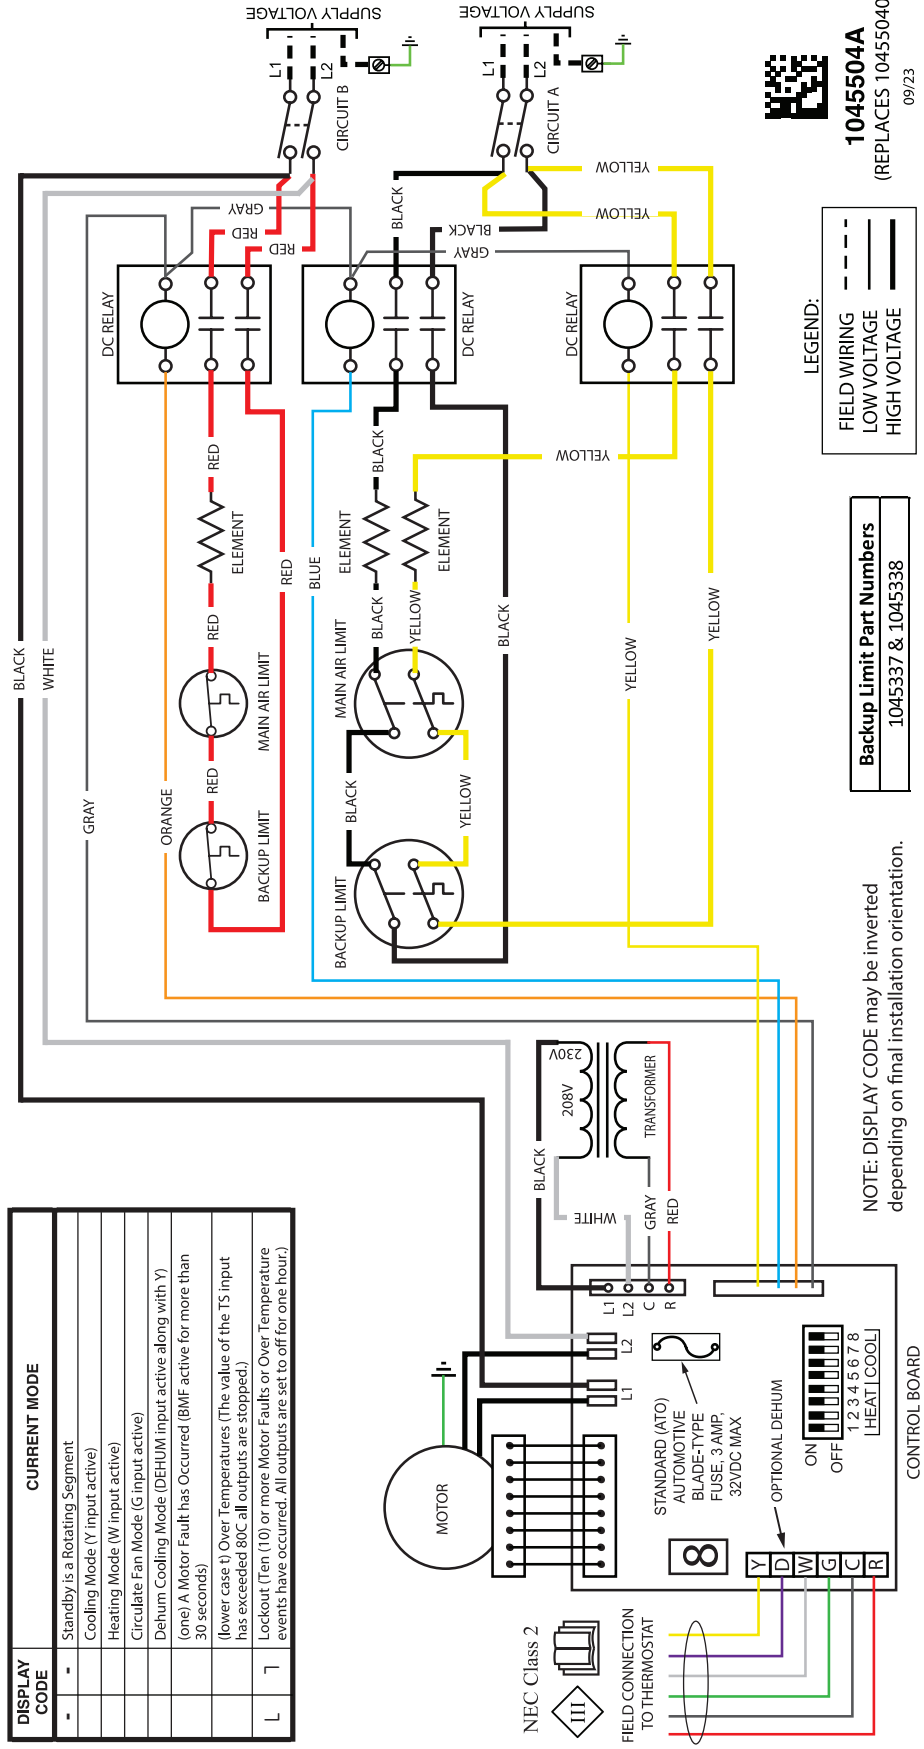 DISPLAY CODE
CURRENT MODE
- -
Standby is a Rotating Segment
Cooling Mode (Y input active)
Heating Mode (W input active)
Circulate Fan Mode (G input active)
Dehum Cooling Mode (DEHUM input active along with Y)
(one) A Motor Fault has Occurred (BMF active for more than
30 seconds)
(lower case t) Over Temperatures (The value of the TS input
has exceeded 80C all outputs are stopped.)
Lockout (Ten (10) or more Motor Faults or Over Temperature
events have occurred. All outputs are set to off for one hour.)
L
BLACK
WHITE
GRAY
ORANGE
DC RELAY
GRAY
RED
RED
RED
ELEMENT
RED
MAIN AIR LIMIT
RED
BACKUP LIMIT
RED
BLUE
SUPPLY VOLTAGE
L1
L2
CIRCUIT B
SUPPLY VOLTAGE
L1
L2
CIRCUIT A
BLACK
BLACK
GRAY
DC RELAY
BLACK
ELEMENT
ELEMENT
BLACK
YELLOW
MAIN AIR LIMIT
BLACK
YELLOW
BACKUP LIMIT
BLACK
YELLOW
YELLOW
DC RELAY
YELLOW
YELLOW
YELLOW
NEC Class 2
III
FIELD CONNECTION
TO THERMOSTAT
MOTOR
BLACK
WHITE
GRAY
RED
230V
208V
TRANSFORMER
L1
L2
C
R
L1
L2
STANDARD (ATO)
AUTOMOTIVE
BLADE-TYPE
FUSE, 3 AMP,
32VDC MAX
8
OPTIONAL DEHUM
Y
D
W
G
C
R
ON
OFF
1 2 3 4 5 6 7 8
HEAT COOL
CONTROL BOARD
NOTE: DISPLAY CODE may be inverted
depending on final installation orientation.
Backup Limit Part Numbers
1045337 & 1045338
LEGEND:
FIELD WIRING
LOW VOLTAGE
HIGH VOLTAGE
1045504A
(REPLACES 10455040
09/23